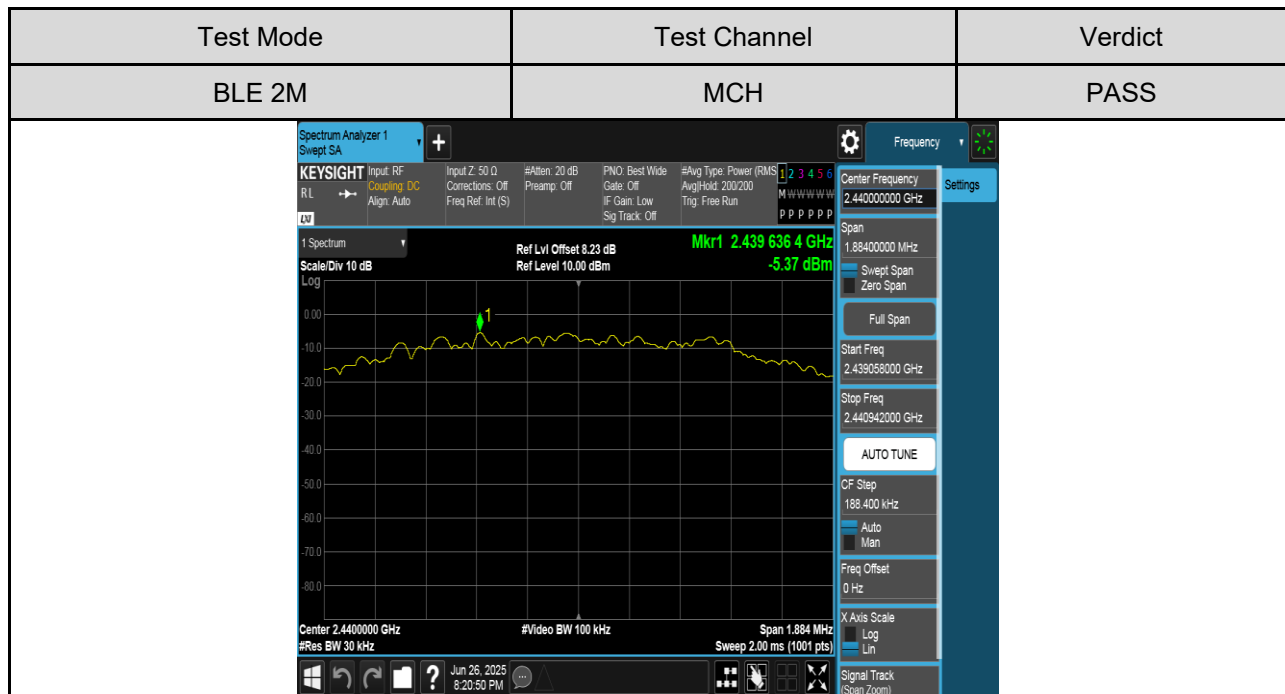 Test Mode Test Channel Verdict
BLE 2M MCH PASS
Spectrum Analyzer 1
Swept SA
+
Frequency
KEYSIGHT Input: RF Input Z: 50 Ω #Atten: 20 dB PNO: Best Wide #Avg Type: Power (RMS 1 2 3 4 5 6
R L Coupling: DC Corrections: Off Preamp: Off Gate: Off Avg|Hold: 200/200 M W W W W W
Align: Auto Freq Ref: Int (S) IF Gain: Low Trig: Free Run
LXI Sig Track: Off P P P P P P
1 Spectrum
Ref Lvl Offset 8.23 dB
Mkr1 2.439 636 4 GHz
Scale/Div 10 dB
Ref Level 10.00 dBm
-5.37 dBm
Log
1
0.00
-10.0
-20.0
-30.0
-40.0
-50.0
-60.0
-70.0
-80.0
Center 2.4400000 GHz #Video BW 100 kHz Span 1.884 MHz
#Res BW 30 kHz Sweep 2.00 ms (1001 pts)
? Jun 26, 2025
8:20:50 PM
Center Frequency
2.440000000 GHz
Settings
Span
1.88400000 MHz
Swept Span
Zero Span
Full Span
Start Freq
2.439058000 GHz
Stop Freq
2.440942000 GHz
AUTO TUNE
CF Step
188.400 kHz
Auto
Man
Freq Offset
0 Hz
X Axis Scale
Log
Lin
Signal Track
(Span Zoom)